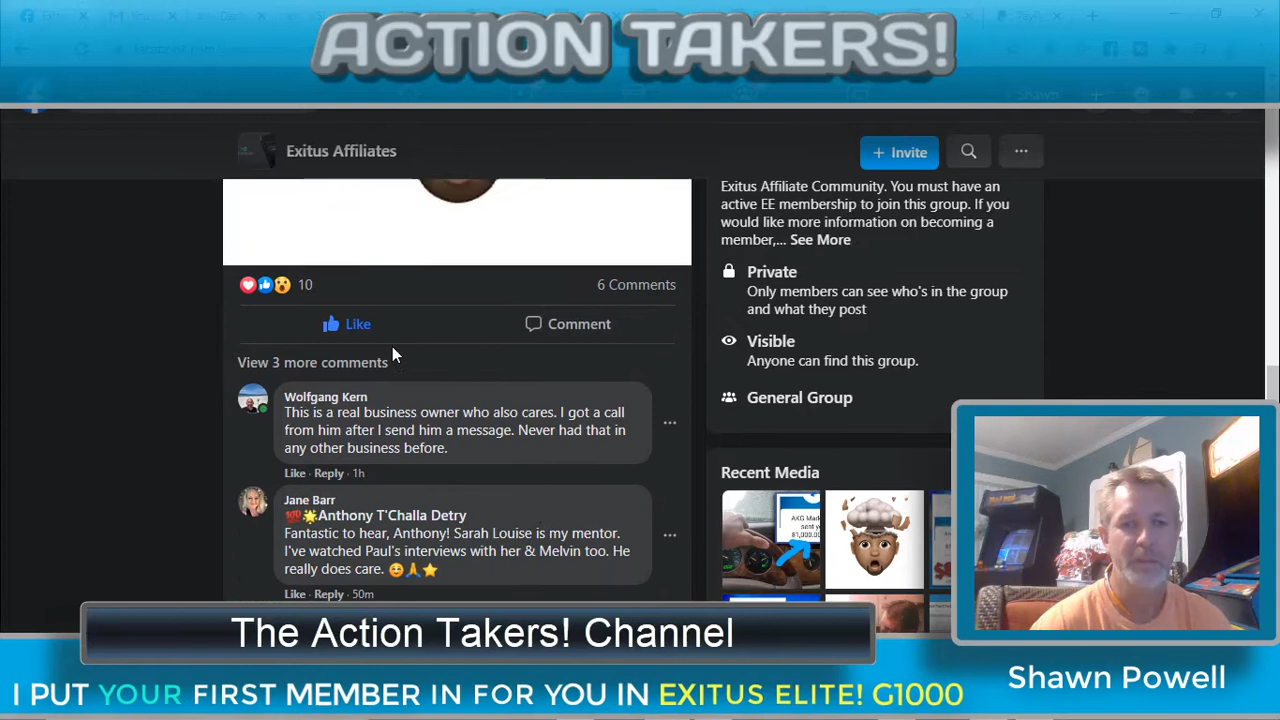 ACTION TAKERS!
Exitus Affiliates
+ Invite
Exitus Affiliate Community. You must have an
active EE membership to join this group. If you
would like more information on becoming a
member,... See More
10
6 Comments
Private
Only members can see who's in the group
and what they post
Like
Comment
Visible
Anyone can find this group.
View 3 more comments
General Group
Wolfgang Kern
This is a real business owner who also cares. I got a call
from him after I send him a message. Never had that in
any other business before.
Like · Reply · 1h
Recent Media
Jane Barr
💯🌟Anthony T'Challa Detry
Fantastic to hear, Anthony! Sarah Louise is my mentor.
I've watched Paul's interviews with her & Melvin too. He
really does care. ☺️🙏⭐
Like · Reply · 50m
AKG Mark
sent y
$1,000.00
The Action Takers! Channel
Shawn Powell
I PUT YOUR FIRST MEMBER IN FOR YOU IN EXITUS ELITE! G1000